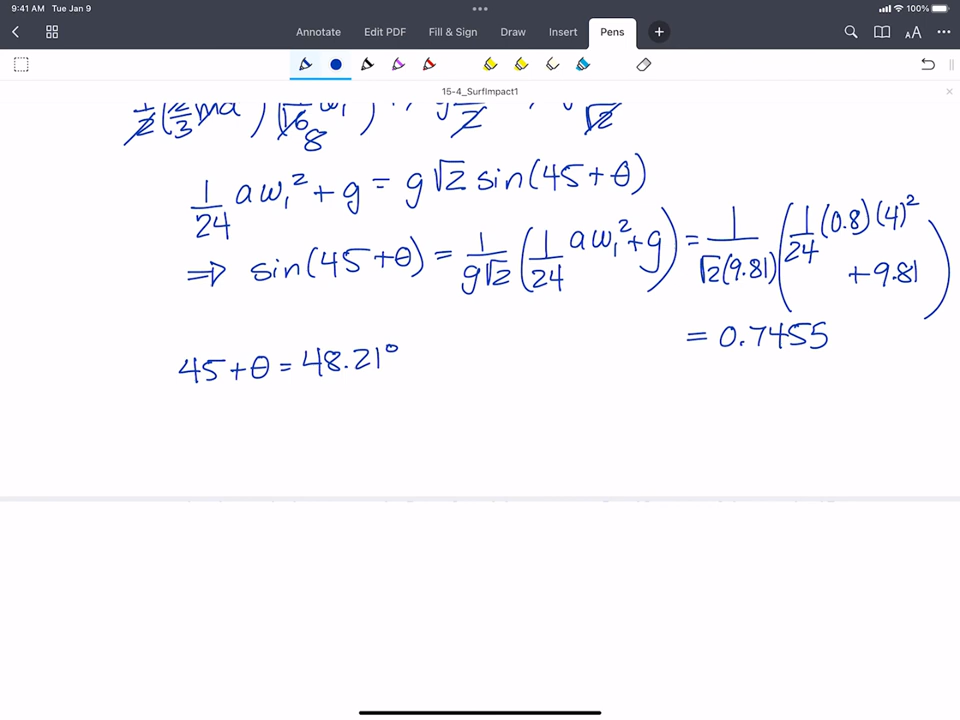 9:41 AM Tue Jan 9
100%
Annotate Edit PDF Fill & Sign Draw Insert Pens
AA
15-4_SurfImpact1
1/24 aω₁² + g = g√2 sin(45 + θ)
⇒ sin(45 + θ) = 1/(g√2) (1/24 aω₁² + g) = 1/(√2(9.81)) (1/24 (0.8)(4)² + 9.81)
= 0.7455
45 + θ = 48.21°